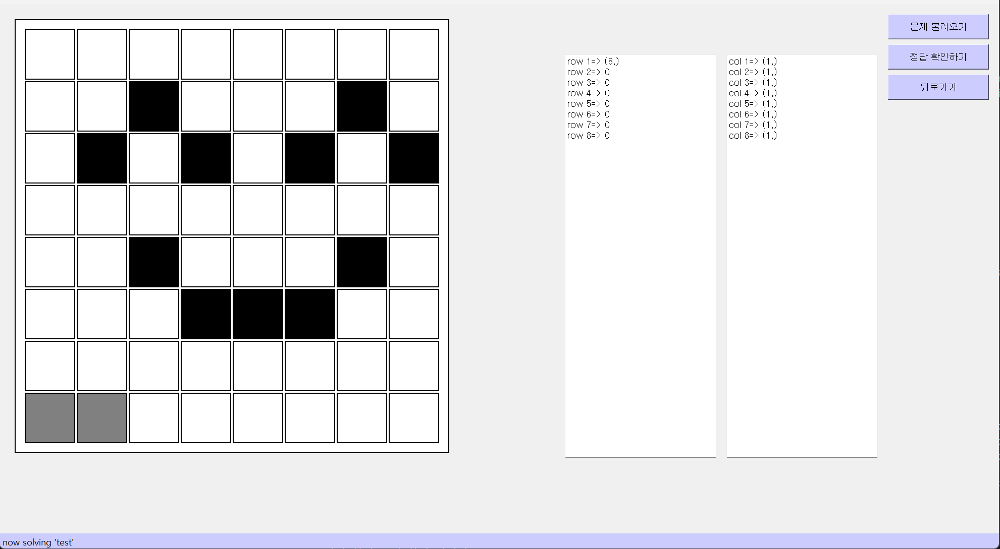 row 1=> (8,)
row 2=> 0
row 3=> 0
row 4=> 0
row 5=> 0
row 6=> 0
row 7=> 0
row 8=> 0
col 1=> (1,)
col 2=> (1,)
col 3=> (1,)
col 4=> (1,)
col 5=> (1,)
col 6=> (1,)
col 7=> (1,)
col 8=> (1,)
문제 불러오기
정답 확인하기
뒤로가기
now solving 'test'